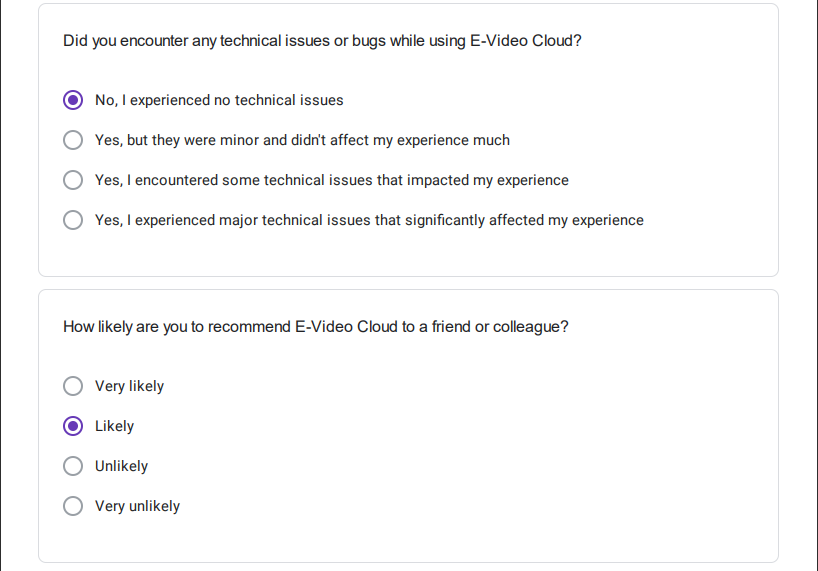 Did you encounter any technical issues or bugs while using E-Video Cloud?
No, I experienced no technical issues
Yes, but they were minor and didn't affect my experience much
Yes, I encountered some technical issues that impacted my experience
Yes, I experienced major technical issues that significantly affected my experience
How likely are you to recommend E-Video Cloud to a friend or colleague?
Very likely
Likely
Unlikely
Very unlikely